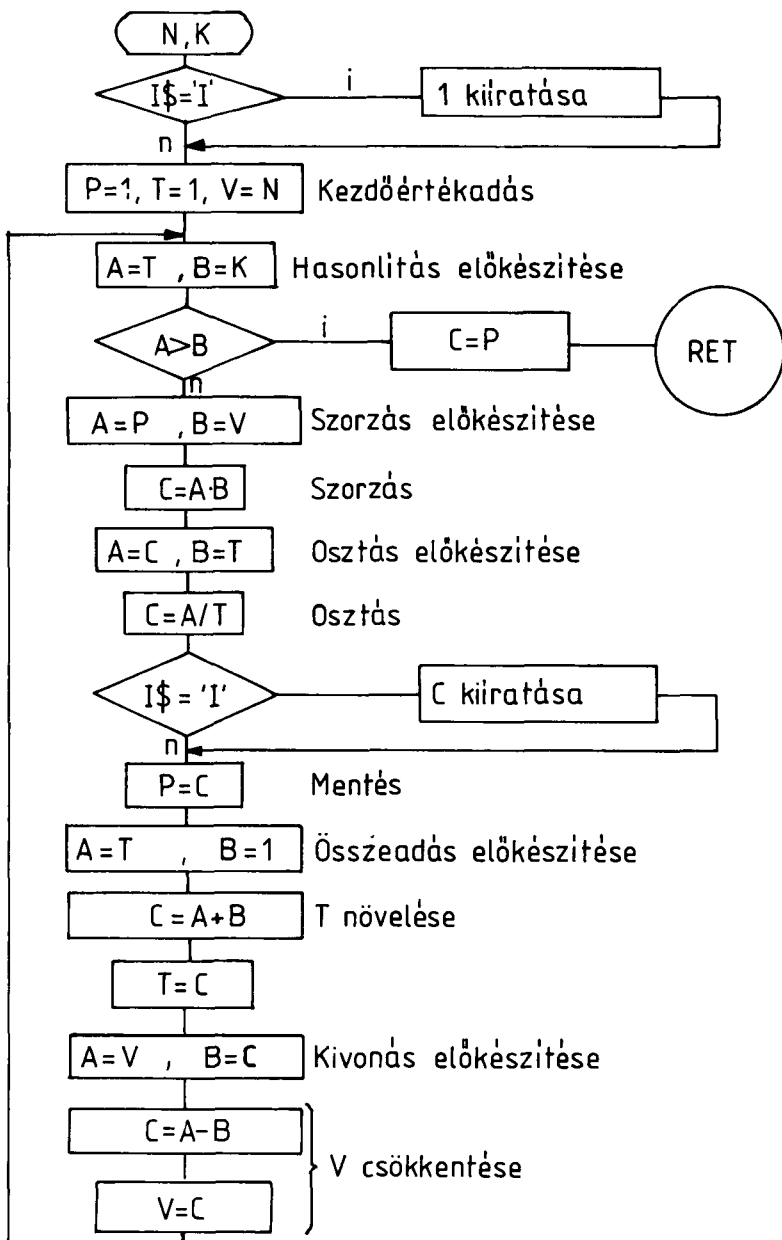 N,K
I$='I'
i
1 kiíratása
n
P=1, T=1, V=N
Kezdőértékadás
A=T , B=K
Hasonlítás előkészítése
A>B
i
C=P
RET
n
A=P , B=V
Szorzás előkészítése
C=A·B
Szorzás
A=C , B=T
Osztás előkészítése
C=A/T
Osztás
I$='I'
C kiíratása
n
P=C
Mentés
A=T , B=1
Összeadás előkészítése
C=A+B
T növelése
T=C
A=V , B=C
Kivonás előkészítése
C=A-B
V csökkentése
V=C